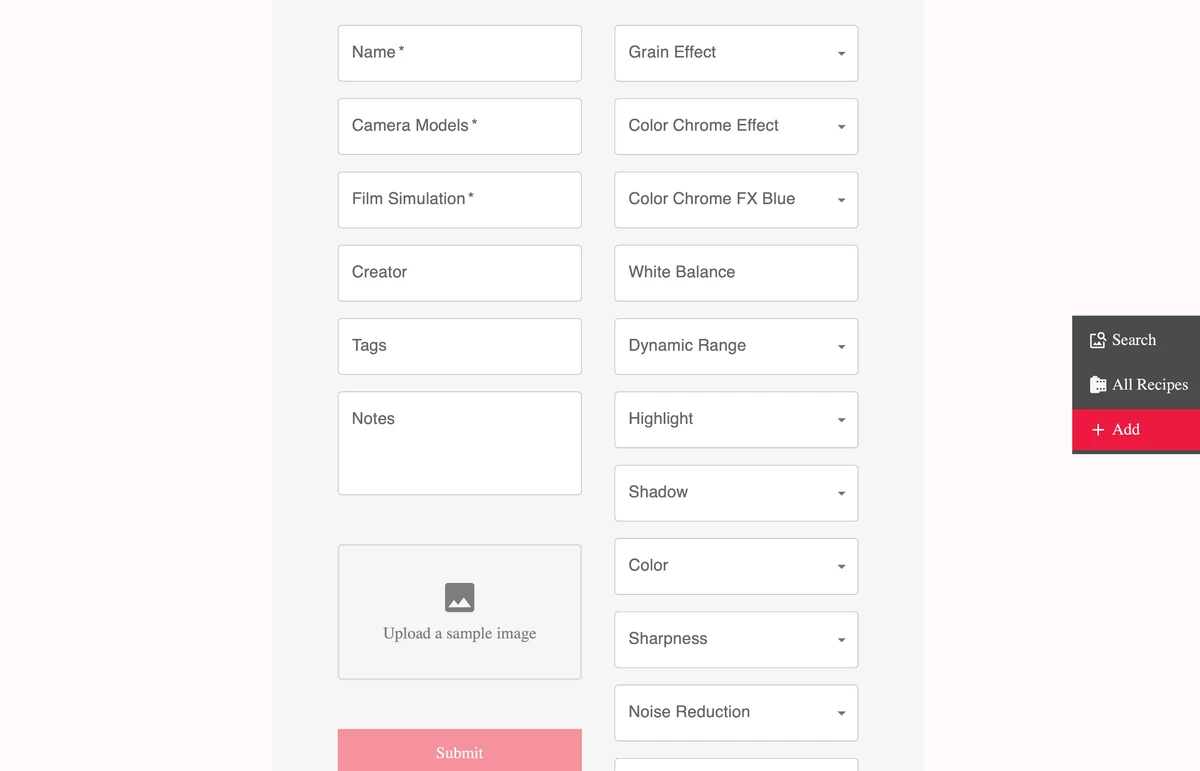 Name *
Camera Models *
Film Simulation *
Creator
Tags
Notes
Upload a sample image
Submit
Grain Effect
Color Chrome Effect
Color Chrome FX Blue
White Balance
Dynamic Range
Highlight
Shadow
Color
Sharpness
Noise Reduction
Search
All Recipes
+ Add